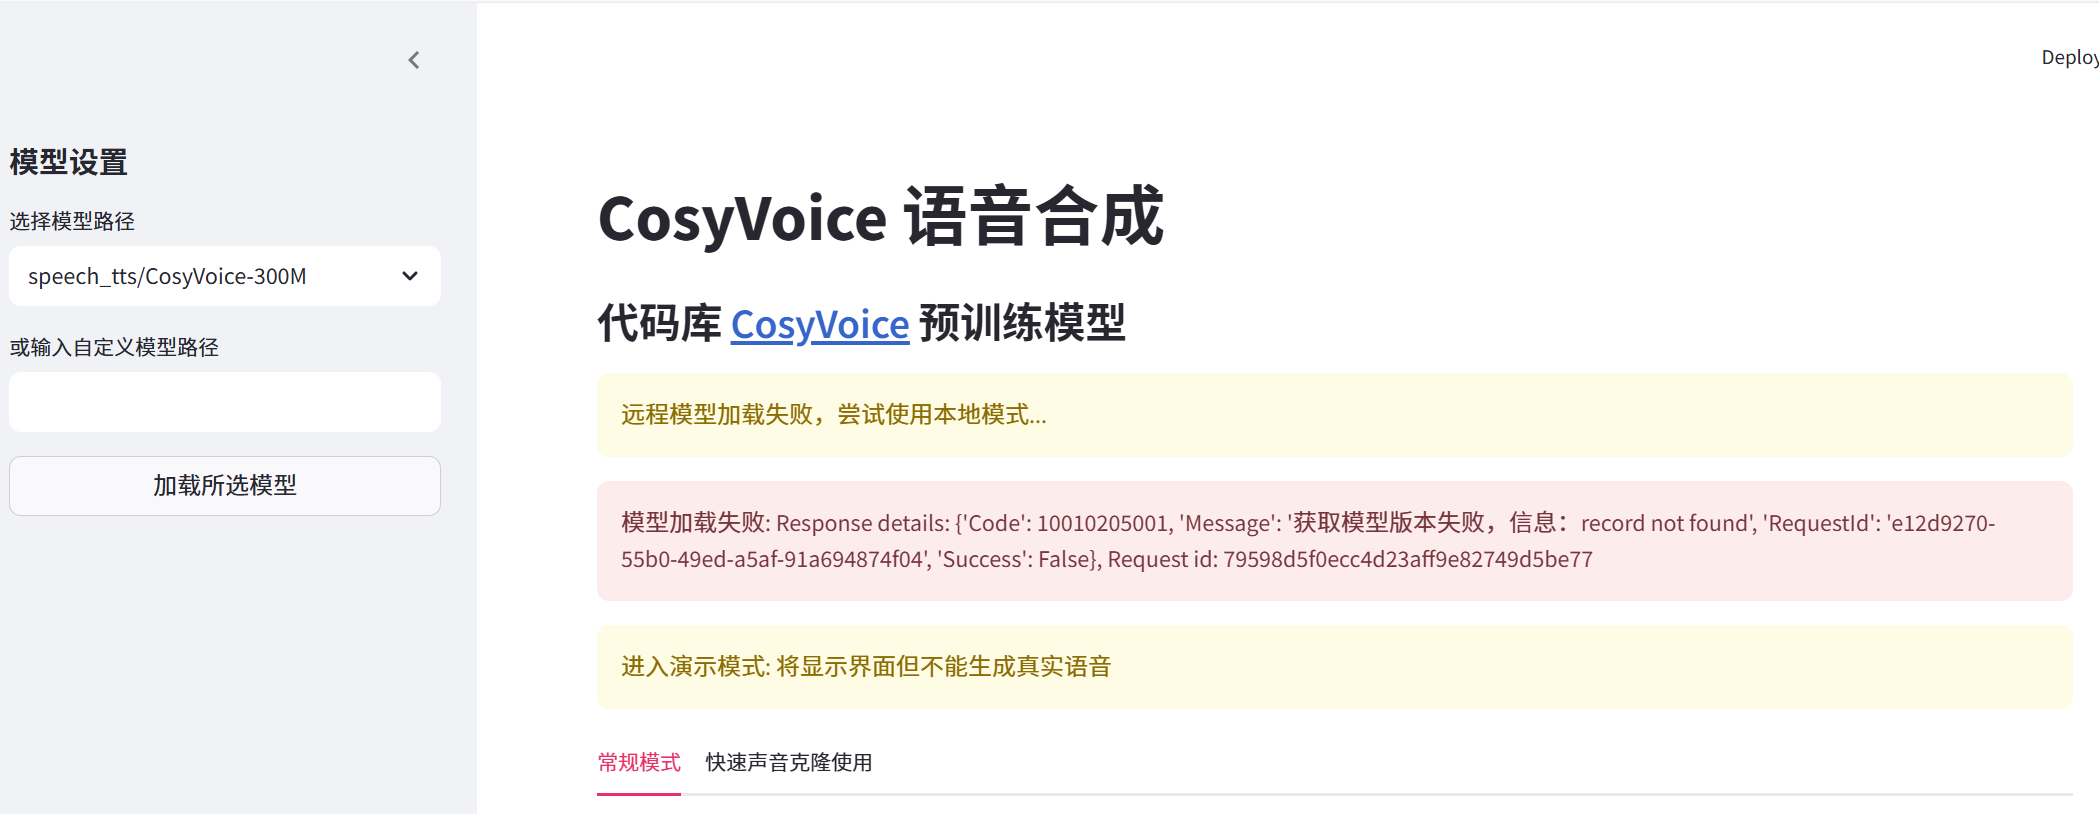 Deploy
模型设置
选择模型路径
speech_tts/CosyVoice-300M
或输入自定义模型路径
加载所选模型
CosyVoice 语音合成
代码库 CosyVoice 预训练模型
远程模型加载失败，尝试使用本地模式...
模型加载失败: Response details: {'Code': 10010205001, 'Message': '获取模型版本失败，信息：record not found', 'RequestId': 'e12d9270-
55b0-49ed-a5af-91a694874f04', 'Success': False}, Request id: 79598d5f0ecc4d23aff9e82749d5be77
进入演示模式: 将显示界面但不能生成真实语音
常规模式 快速声音克隆使用